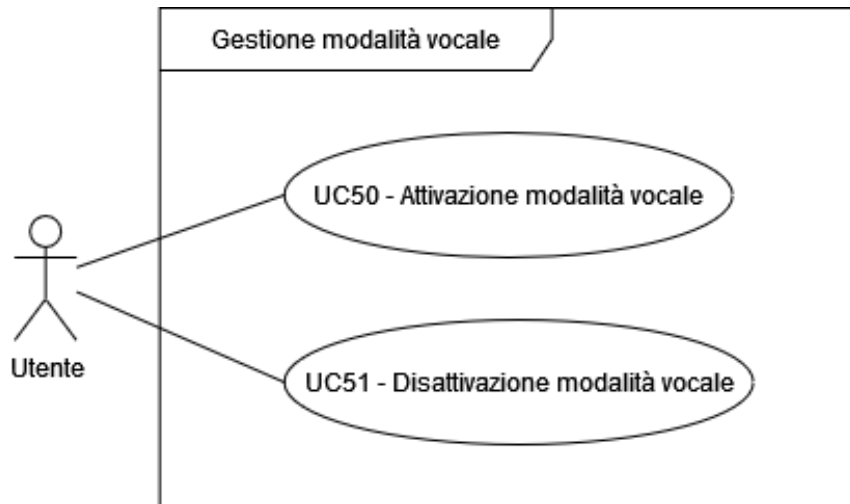 Gestione modalità vocale
UC50 - Attivazione modalità vocale
Utente
UC51 - Disattivazione modalità vocale